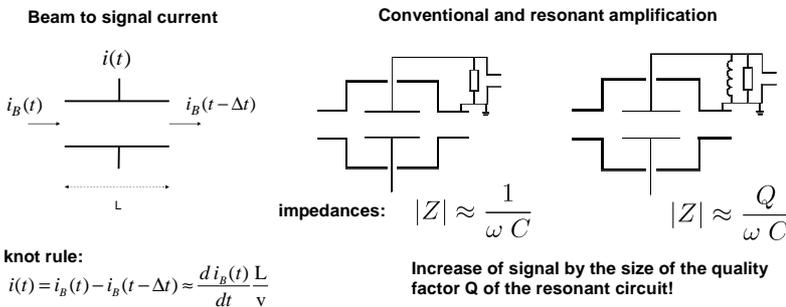 Beam to signal current
Conventional and resonant amplification
i(t)
i_B(t)
i_B(t − Δt)
L
impedances: |Z| ≈ 1/(ω C)
|Z| ≈ Q/(ω C)
knot rule:
i(t) = i_B(t) − i_B(t − Δt) ≈ (d i_B(t)/dt) (L/v)
Increase of signal by the size of the quality
factor Q of the resonant circuit!